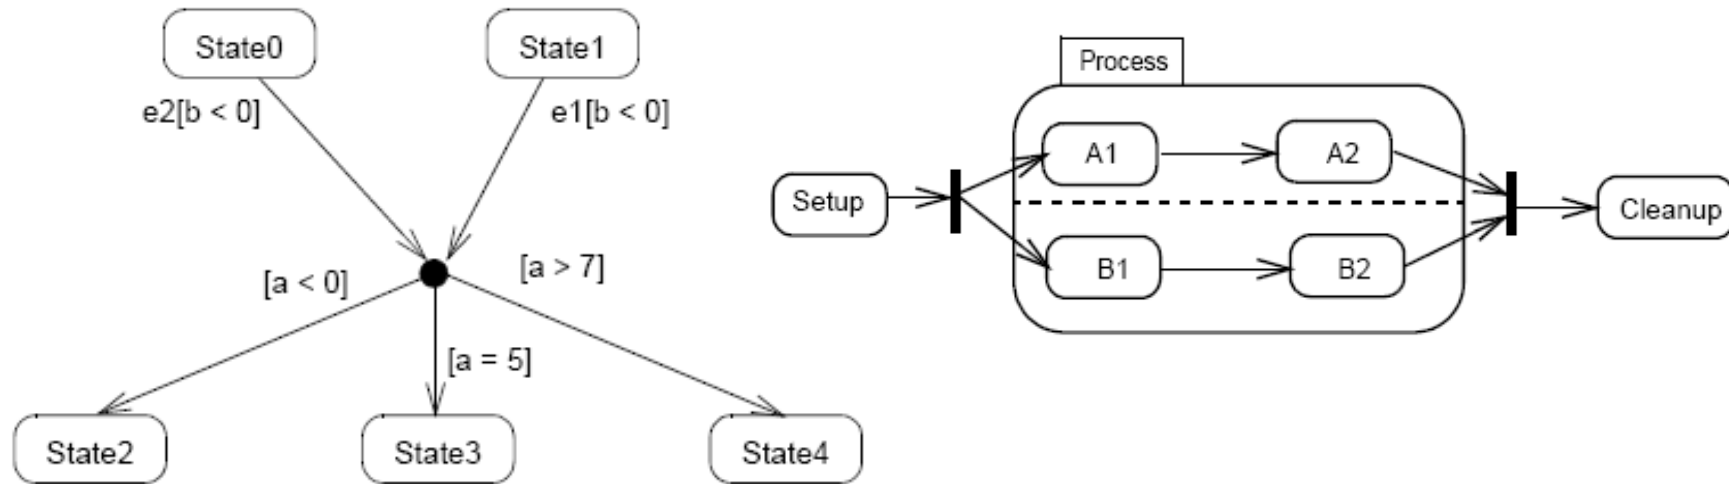 State0
State1
e2[b < 0]
e1[b < 0]
[a < 0]
[a > 7]
[a = 5]
State2
State3
State4
Process
A1
A2
Setup
Cleanup
B1
B2